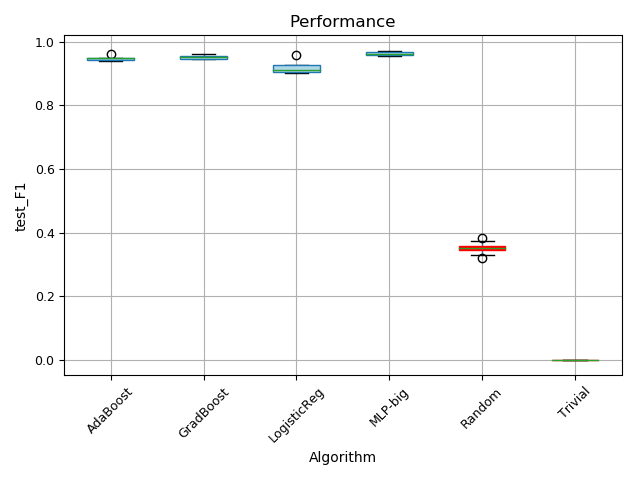 Performance
test_F1
1.0
0.8
0.6
0.4
0.2
0.0
AdaBoost
GradBoost
LogisticReg
MLP-big
Random
Trivial
Algorithm